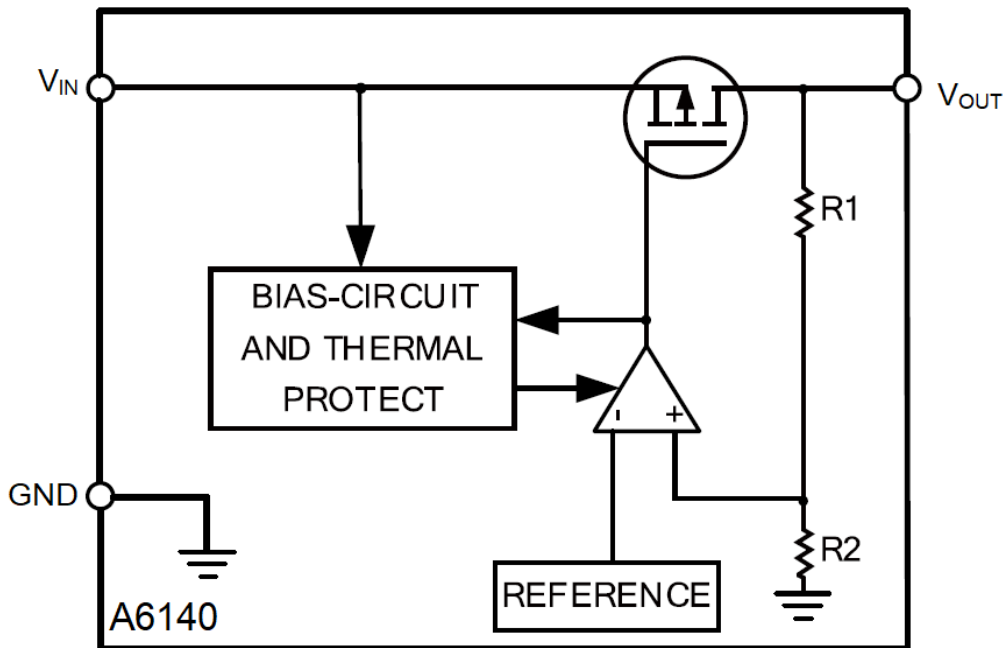 VIN
VOUT
R1
BIAS-CIRCUIT
AND THERMAL
PROTECT
- +
GND
R2
REFERENCE
A6140